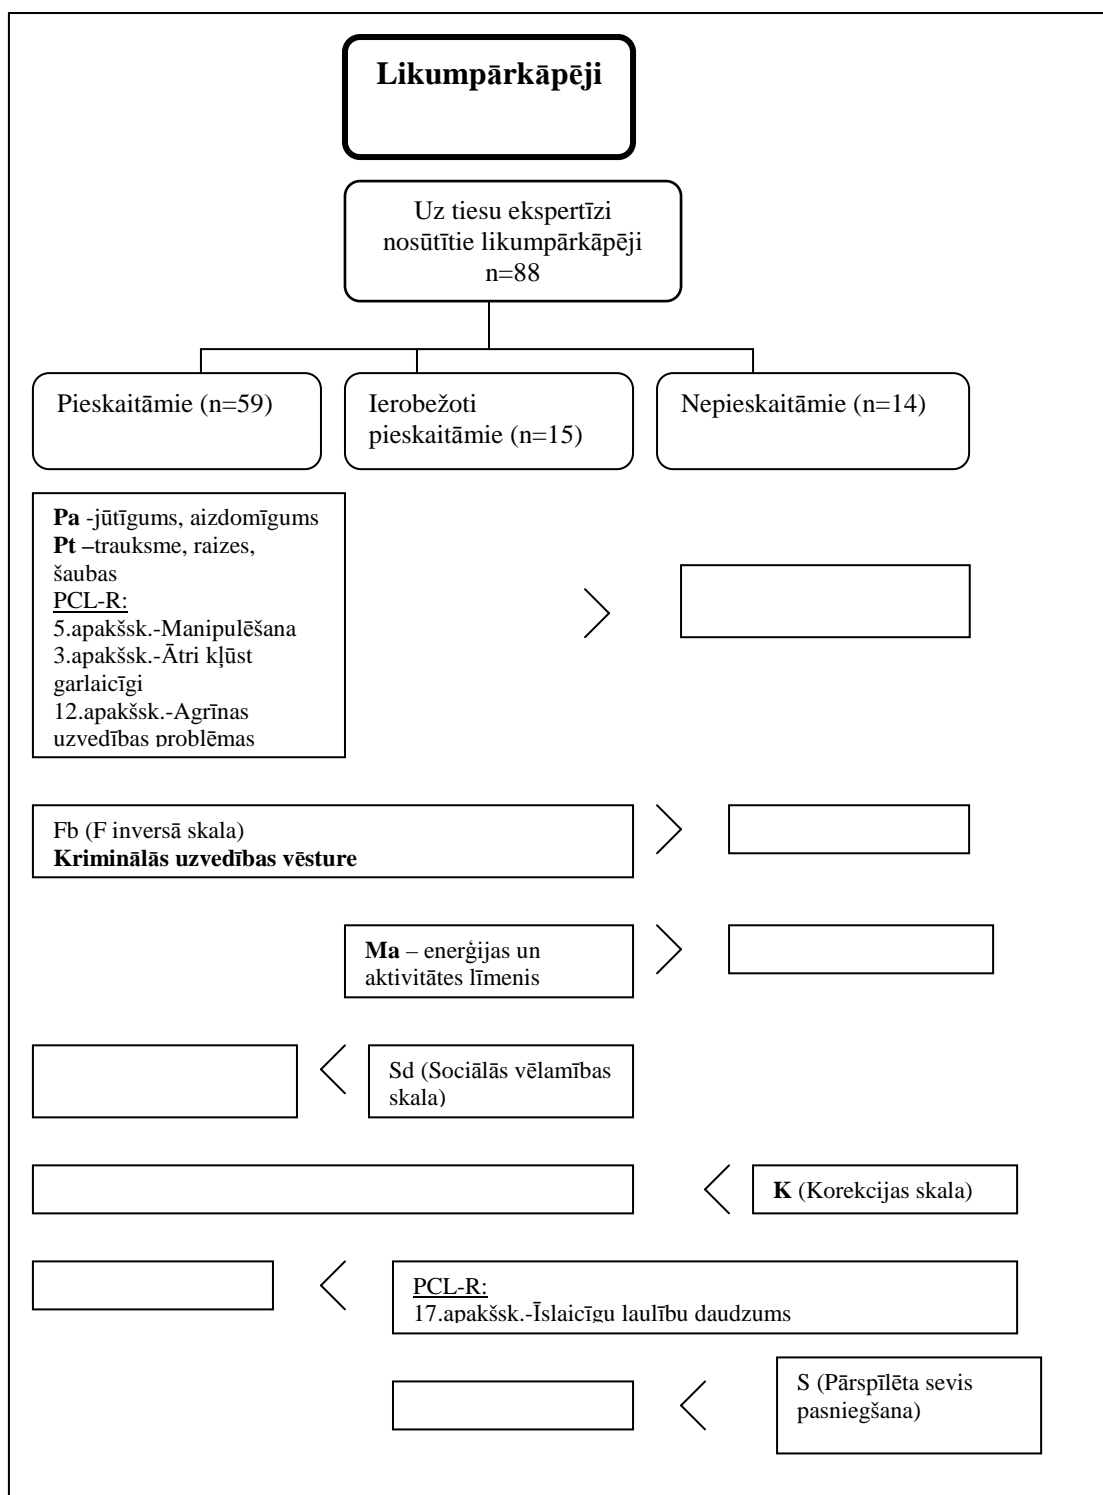 Likumpārkāpēji
Uz tiesu ekspertīzi
nosūtītie likumpārkāpēji
n=88
Pieskaitāmie (n=59)
Ierobežoti
pieskaitāmie (n=15)
Nepieskaitāmie (n=14)
Pa -jūtīgums, aizdomīgums
Pt –trauksme, raizes,
šaubas
PCL-R:
5.apakšsk.-Manipulēšana
3.apakšsk.-Ātri kļūst
garlaicīgi
12.apakšsk.-Agrīnas
uzvedības problēmas
Fb (F inversā skala)
Kriminālās uzvedības vēsture
Ma – enerģijas un
aktivitātes līmenis
Sd (Sociālās vēlamības
skala)
K (Korekcijas skala)
PCL-R:
17.apakšsk.-Īslaicīgu laulību daudzums
S (Pārspīlēta sevis
pasniegšana)